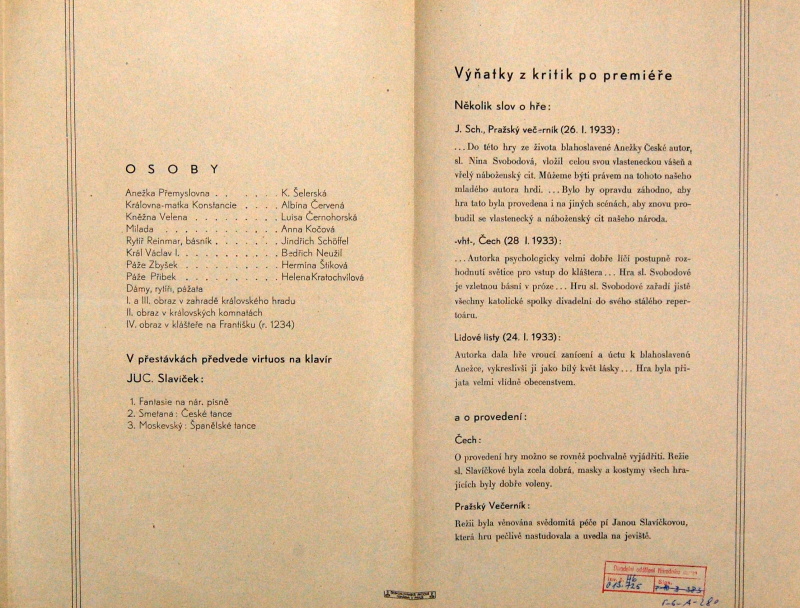 OSOBY
Anežka Přemyslovna . . . . . . K. Šelerská
Královna-matka Konstancie . . . . Albína Červená
Kněžna Velena . . . . . . . . . Luisa Černohorská
Milada . . . . . . . . . . . . Anna Kočová
Rytíř Reinmar, básník . . . . . . . Jindřich Schöffel
Král Václav I. . . . . . . . . . . Bedřich Neužil
Páže Zbyšek . . . . . . . . . . Hermina Štiková
Páže Přibek . . . . . . . . . . Helena Kratochvílová
Dámy, rytíři, pážata
I. a III. obraz v zahradě královského hradu
II. obraz v královských komnatách
IV. obraz v klášteře na Františku (r. 1234)
V přestávkách předvede virtuos na klavír
JUC. Slavíček:
1. Fantasie na nár. písně
2. Smetana: České tance
3. Moskevský: Španělské tance
Výňatky z kritik po premiéře
Několik slov o hře:
J. Sch., Pražský večerník (26. I. 1933):
...Do této hry ze života blahoslavené Anežky České autor,
sl. Nina Svobodová, vložil celou svou vlasteneckou vášeň a
vřelý náboženský cit. Můžeme býti právem na tohoto našeho
mladého autora hrdi. ...Bylo by opravdu záhodno, aby
hra tato byla provedena i na jiných scénách, aby znovu pro-
budil se vlastenecký a náboženský cit našeho národa.
-vht-, Čech (28 I. 1933):
...Autorka psychologicky velmi dobře líčí postupné roz-
hodnutí světice pro vstup do kláštera... Hra sl. Svobodové
je vzletnou básní v próze... Hru sl. Svobodové zařadí jistě
všechny katolické spolky divadelní do svého stálého reper-
toáru.
Lidové listy (24. I. 1933):
Autorka dala hře vroucí zanícení a úctu k blahoslavené
Anežce, vykreslivši ji jako bílý květ lásky... Hra byla při-
jata velmi vlídně obecenstvem.
a o provedení:
Čech:
O provedení hry možno se rovněž pochvalně vyjádřiti. Režie
sl. Slavíčkové byla zcela dobrá, masky a kostymy všech hra-
jících byly dobře voleny.
Pražský Večerník:
Režii byla věnována svědomitá péče pí Janou Slavíčkovou,
která hru pečlivě nastudovala a uvedla na jeviště.